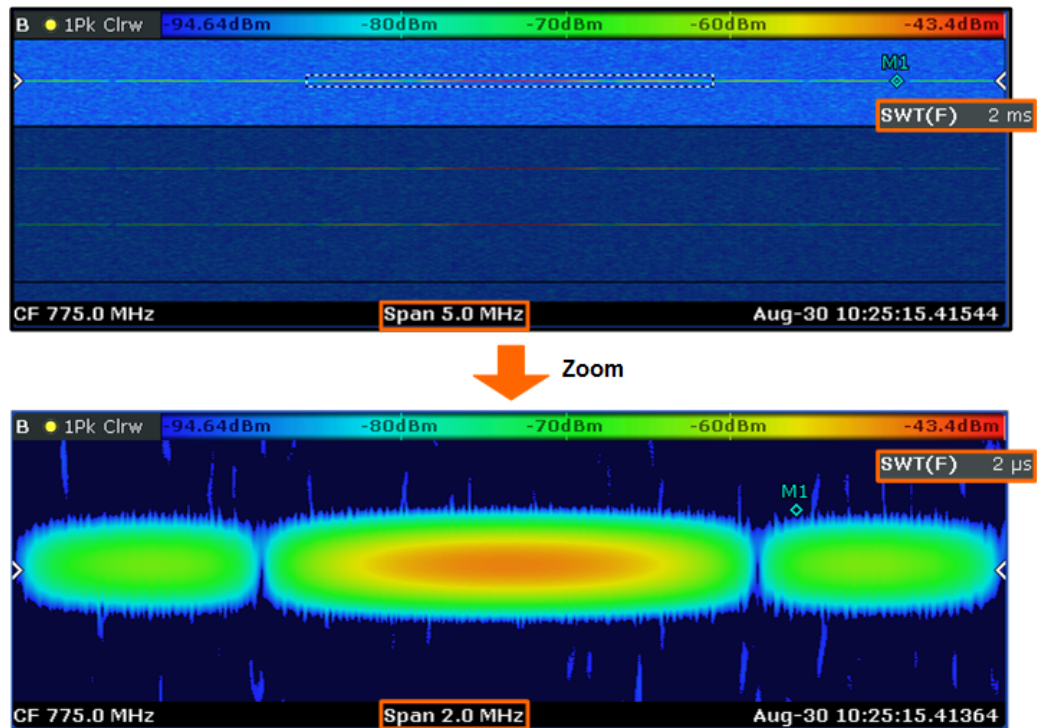 B 1Pk Clrw -94.64dBm -80dBm -70dBm -60dBm -43.4dBm
M1
SWT(F) 2 ms
CF 775.0 MHz Span 5.0 MHz Aug-30 10:25:15.41544
Zoom
B 1Pk Clrw -94.64dBm -80dBm -70dBm -60dBm -43.4dBm
SWT(F) 2 µs
M1
CF 775.0 MHz Span 2.0 MHz Aug-30 10:25:15.41364